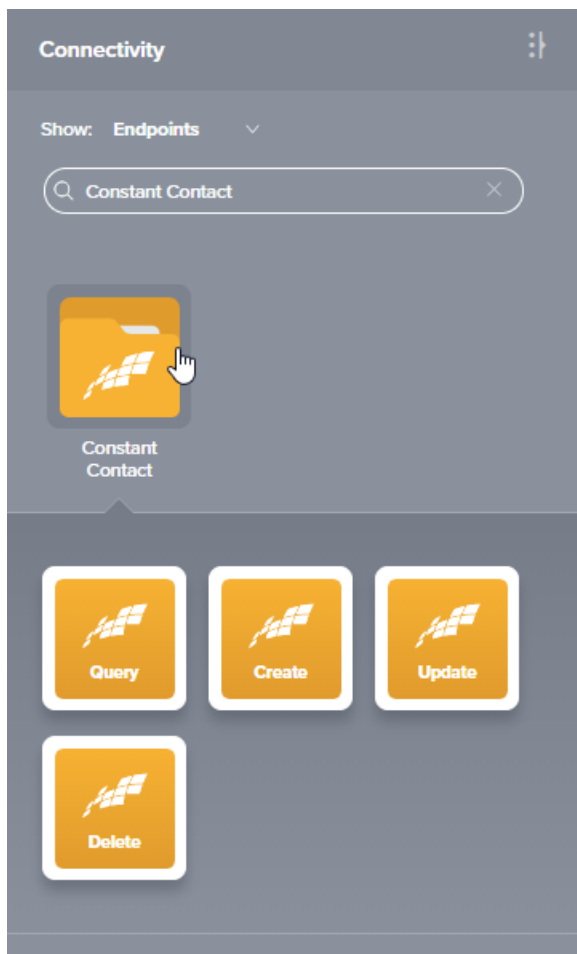 Connectivity
Show: Endpoints
Constant Contact
Constant
Contact
Query
Create
Update
Delete